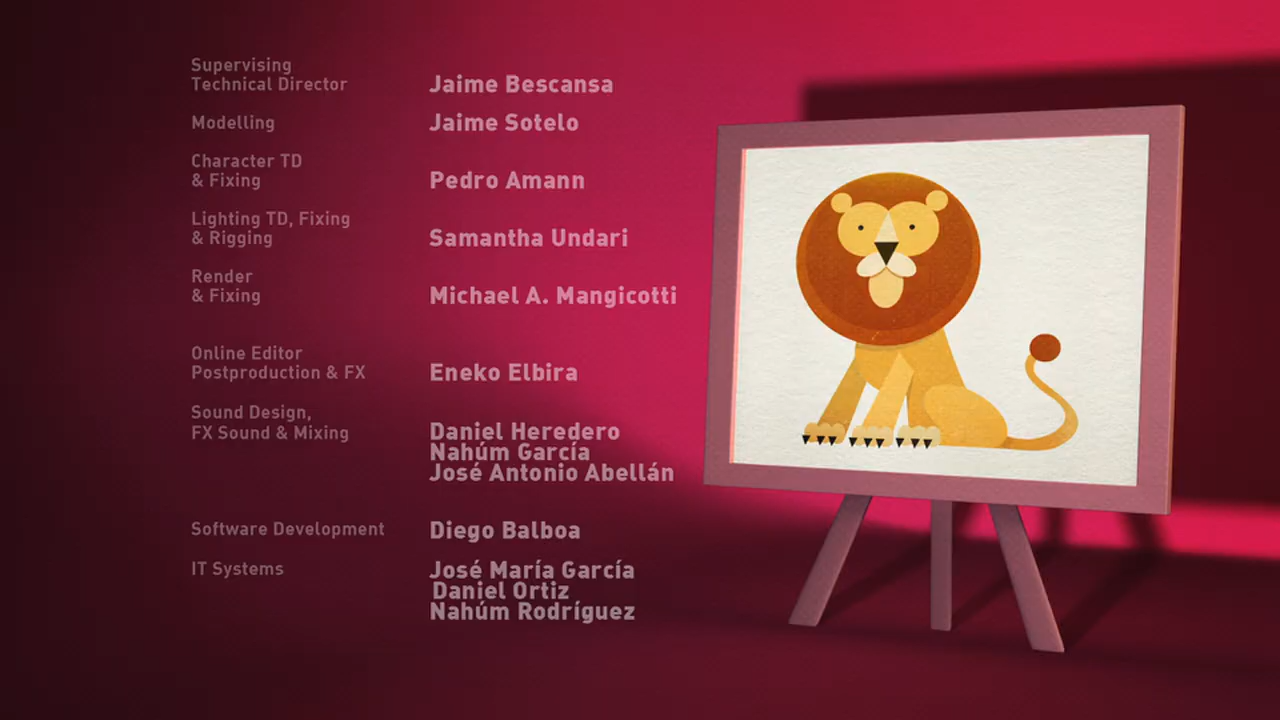 Supervising
Technical Director
Jaime Bescansa
Modelling
Jaime Sotelo
Character TD
& Fixing
Pedro Amann
Lighting TD, Fixing
& Rigging
Samantha Undari
Render
& Fixing
Michael A. Mangicotti
Online Editor
Postproduction & FX
Eneko Elbira
Sound Design,
FX Sound & Mixing
Daniel Heredero
Nahúm García
José Antonio Abellán
Software Development
Diego Balboa
IT Systems
José María García
Daniel Ortiz
Nahúm Rodríguez